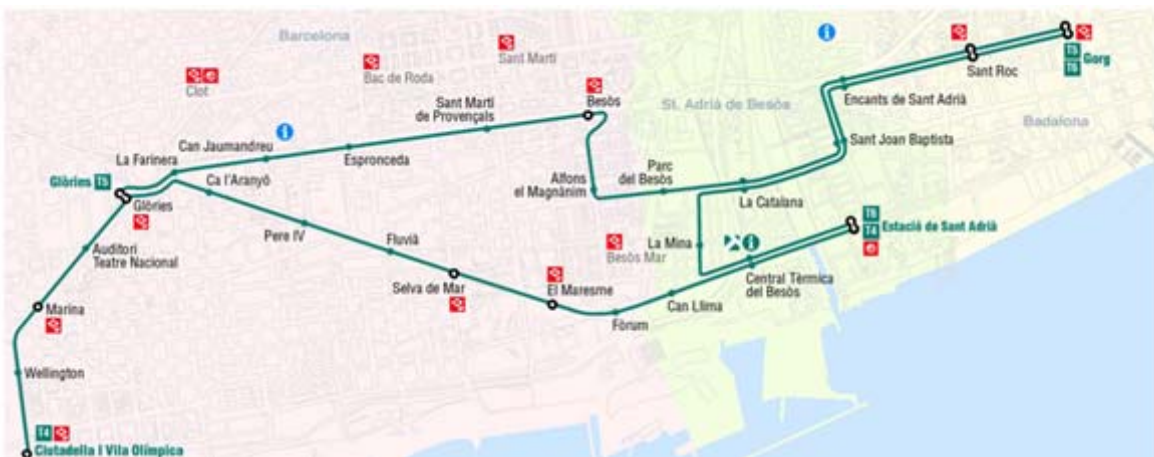 Barcelona
Sant Martí
Bac de Roda
Clot
Besòs
Sant Martí
de Provençals
St. Adrià de Besòs
Sant Roc
T5
T6
Gorg
Encants de Sant Adrià
Badalona
Sant Joan Baptista
Can Jaumandreu
Espronceda
La Farinera
Glòries T5
Ca l'Aranyó
Glòries
Alfons
el Magnànim
Parc
del Besòs
La Catalana
T6
T4
Estació de Sant Adrià
Pere IV
Fluvià
Auditori
Teatre Nacional
Besòs Mar
La Mina
Selva de Mar
El Maresme
Central Tèrmica
del Besòs
Can Llima
Fòrum
Marina
Wellington
T4
Ciutadella I Vila Olímpica